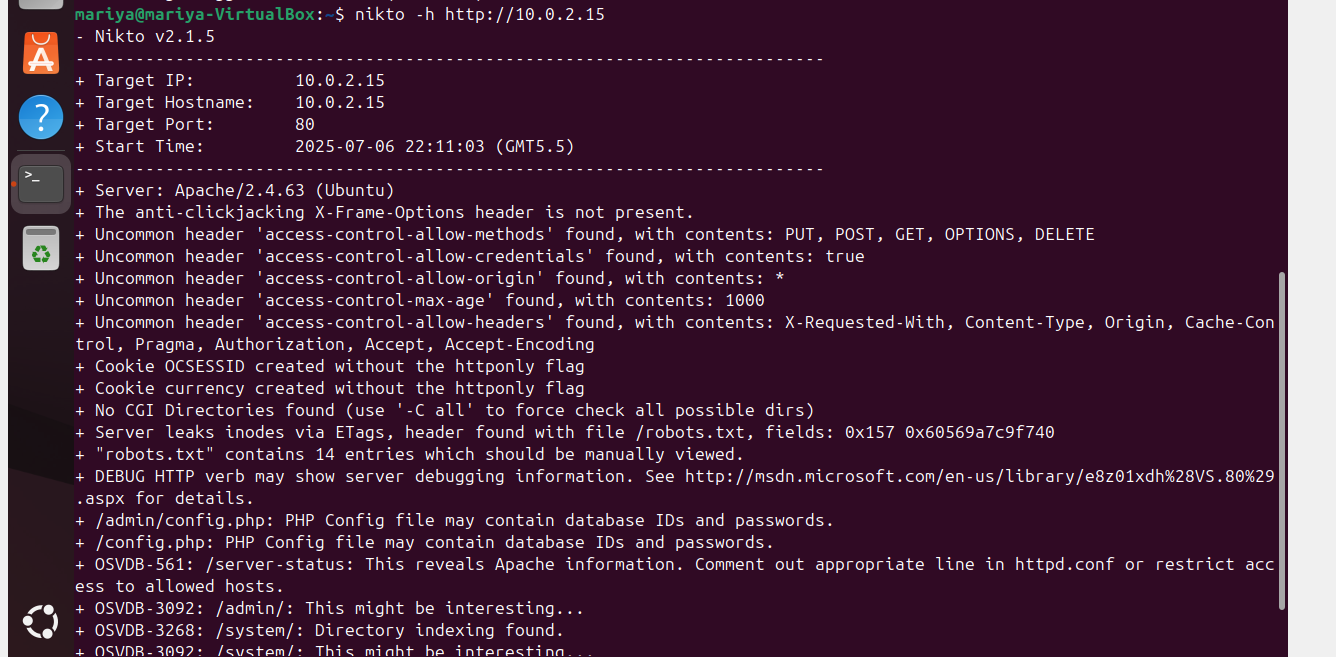 mariya@mariya-VirtualBox:~$ nikto -h http://10.0.2.15
- Nikto v2.1.5
---------------------------------------------------------------------------
+ Target IP:          10.0.2.15
+ Target Hostname:    10.0.2.15
+ Target Port:        80
+ Start Time:         2025-07-06 22:11:03 (GMT5.5)
---------------------------------------------------------------------------
+ Server: Apache/2.4.63 (Ubuntu)
+ The anti-clickjacking X-Frame-Options header is not present.
+ Uncommon header 'access-control-allow-methods' found, with contents: PUT, POST, GET, OPTIONS, DELETE
+ Uncommon header 'access-control-allow-credentials' found, with contents: true
+ Uncommon header 'access-control-allow-origin' found, with contents: *
+ Uncommon header 'access-control-max-age' found, with contents: 1000
+ Uncommon header 'access-control-allow-headers' found, with contents: X-Requested-With, Content-Type, Origin, Cache-Con
trol, Pragma, Authorization, Accept, Accept-Encoding
+ Cookie OCSESSID created without the httponly flag
+ Cookie currency created without the httponly flag
+ No CGI Directories found (use '-C all' to force check all possible dirs)
+ Server leaks inodes via ETags, header found with file /robots.txt, fields: 0x157 0x60569a7c9f740
+ "robots.txt" contains 14 entries which should be manually viewed.
+ DEBUG HTTP verb may show server debugging information. See http://msdn.microsoft.com/en-us/library/e8z01xdh%28VS.80%29
.aspx for details.
+ /admin/config.php: PHP Config file may contain database IDs and passwords.
+ /config.php: PHP Config file may contain database IDs and passwords.
+ OSVDB-561: /server-status: This reveals Apache information. Comment out appropriate line in httpd.conf or restrict acc
ess to allowed hosts.
+ OSVDB-3092: /admin/: This might be interesting...
+ OSVDB-3268: /system/: Directory indexing found.
+ OSVDB-3092: /system/: This might be interesting...